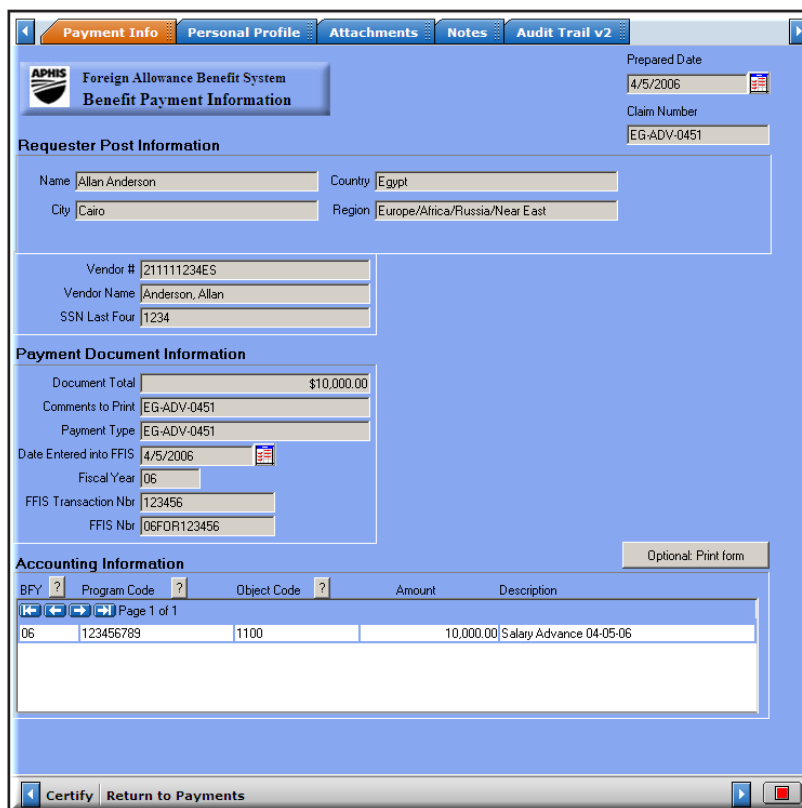 Payment Info Personal Profile Attachments Notes Audit Trail v2
APHIS
Foreign Allowance Benefit System
Benefit Payment Information
Prepared Date
4/5/2006
Claim Number
EG-ADV-0451
Requester Post Information
Name Allan Anderson Country Egypt
City Cairo Region Europe/Africa/Russia/Near East
Vendor # 211111234ES
Vendor Name Anderson, Allan
SSN Last Four 1234
Payment Document Information
Document Total $10,000.00
Comments to Print EG-ADV-0451
Payment Type EG-ADV-0451
Date Entered into FFIS 4/5/2006
Fiscal Year 06
FFIS Transaction Nbr 123456
FFIS Nbr 06FOR123456
Optional: Print form
Accounting Information
BFY ? Program Code ? Object Code ? Amount Description
Page 1 of 1
06 123456789 1100 10,000.00 Salary Advance 04-05-06
Certify Return to Payments